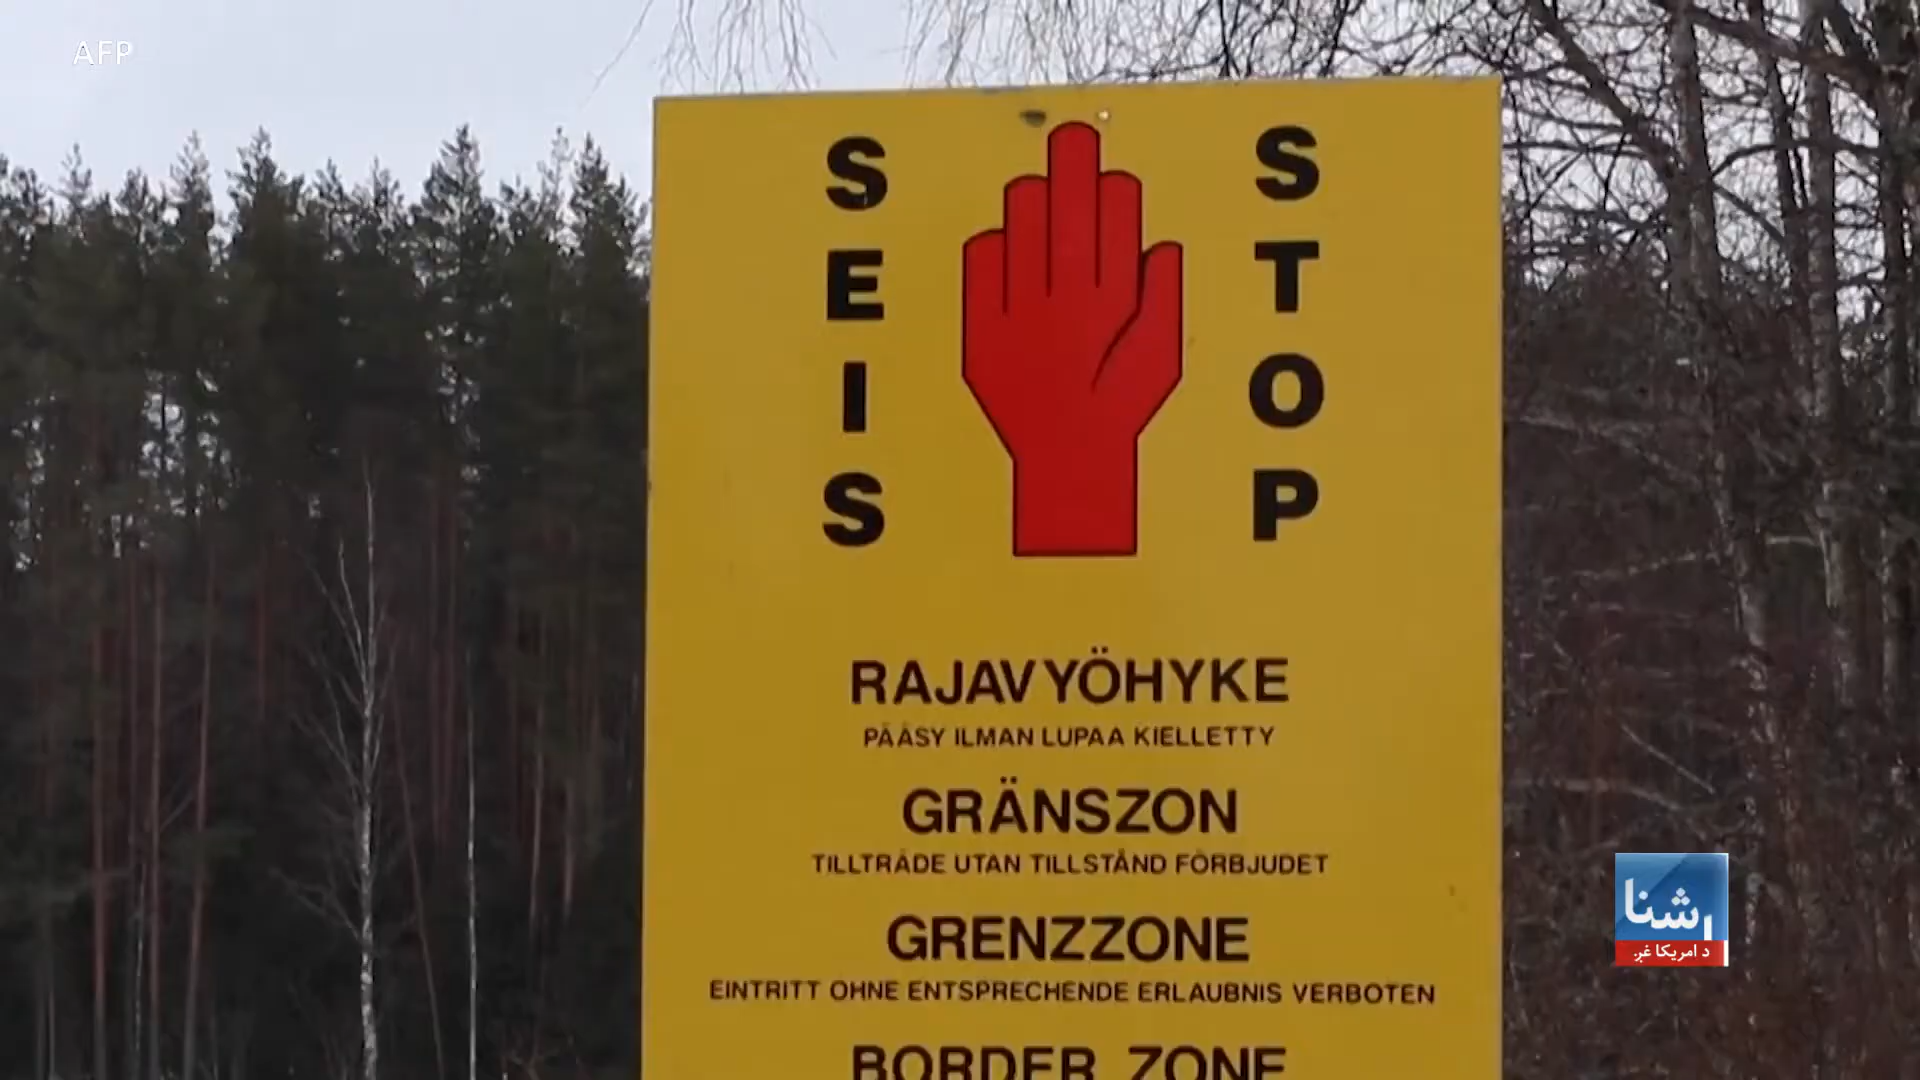 AFP
SEIS
STOP
RAJAVYÖHYKE
PÄÄSY ILMAN LUPAA KIELLETTY
GRÄNSZON
TILLTRÄDE UTAN TILLSTÅND FÖRBJUDET
GRENZZONE
EINTRITT OHNE ENTSPRECHENDE ERLAUBNIS VERBOTEN
BORDER ZONE
اشنا
د امریکا غږ